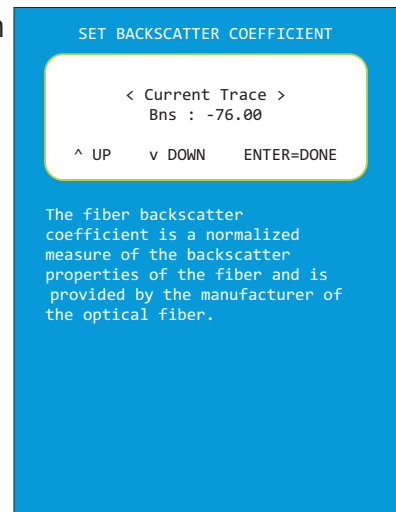 SET BACKSCATTER COEFFICIENT
< Current Trace >
Bns : -76.00
^ UP v DOWN ENTER=DONE
The fiber backscatter
coefficient is a normalized
measure of the backscatter
properties of the fiber and is
provided by the manufacturer of
the optical fiber.